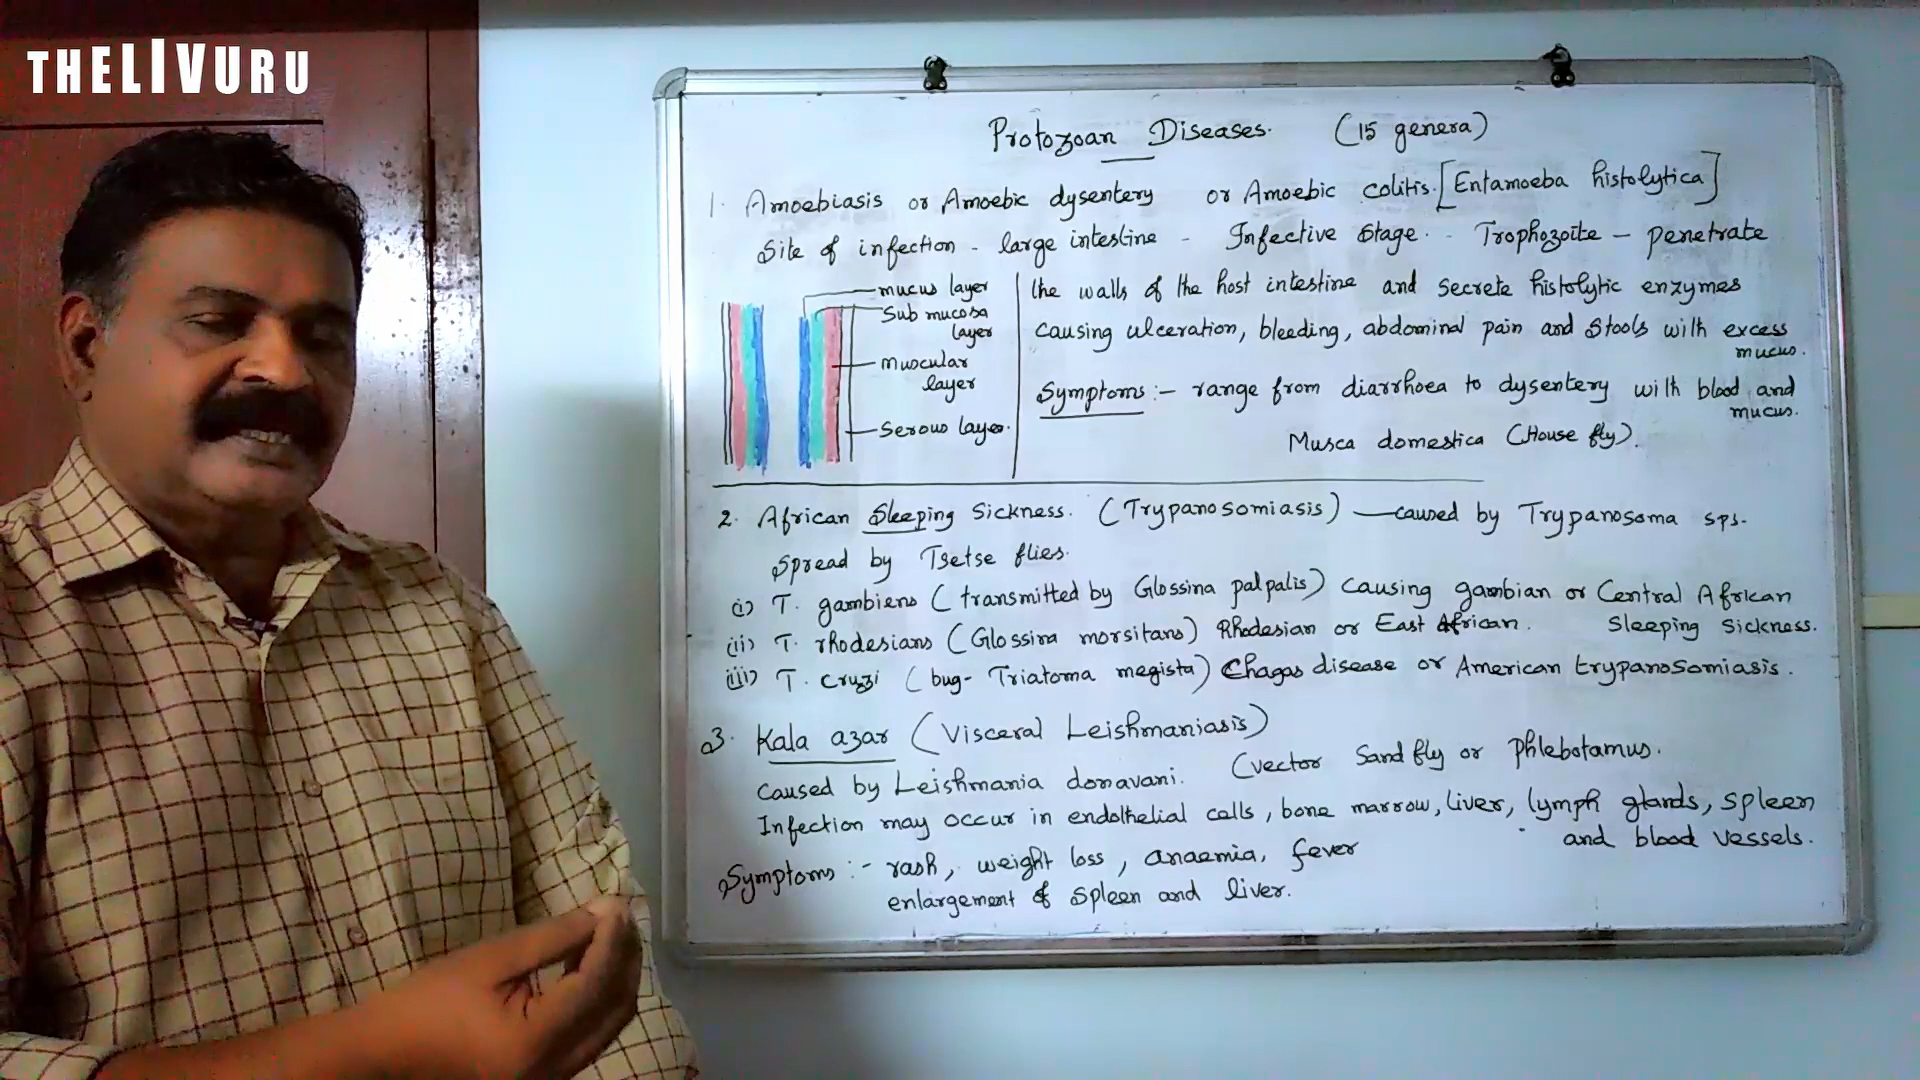 THELIVURU
Protozoan Diseases. (15 genera)
1. Amoebiasis or Amoebic dysentery or Amoebic colitis. [Entamoeba histolytica]
Site of infection - large intestine - Infective Stage. - Trophozoite - penetrate
the walls of the host intestine and secrete histolytic enzymes
causing ulceration, bleeding, abdominal pain and stools with excess
mucus.
Symptoms :- range from diarrhoea to dysentery with blood and
mucus.
Musca domestica (House fly).
mucus layer
Sub mucosa
layer
muscular
layer
Serous layer.
2. African Sleeping Sickness. (Trypanosomiasis) — caused by Trypanosoma sps.
Spread by Tsetse flies.
(i) T. gambiens (transmitted by Glossina palpalis) causing gambian or Central African
Sleeping Sickness.
(ii) T. rhodesians (Glossina morsitans) Rhodesian or East African.
(iii) T. cruzi (bug- Triatoma megista) Chagas disease or American trypanosomiasis.
3. Kala azar (Visceral Leishmaniasis)
caused by Leishmania donavani. (vector Sand fly or Phlebotamus.
Infection may occur in endothelial cells, bone marrow, liver, lymph glands, spleen
and blood vessels.
Symptoms :- rash, weight loss, anaemia, fever
enlargement of spleen and liver.